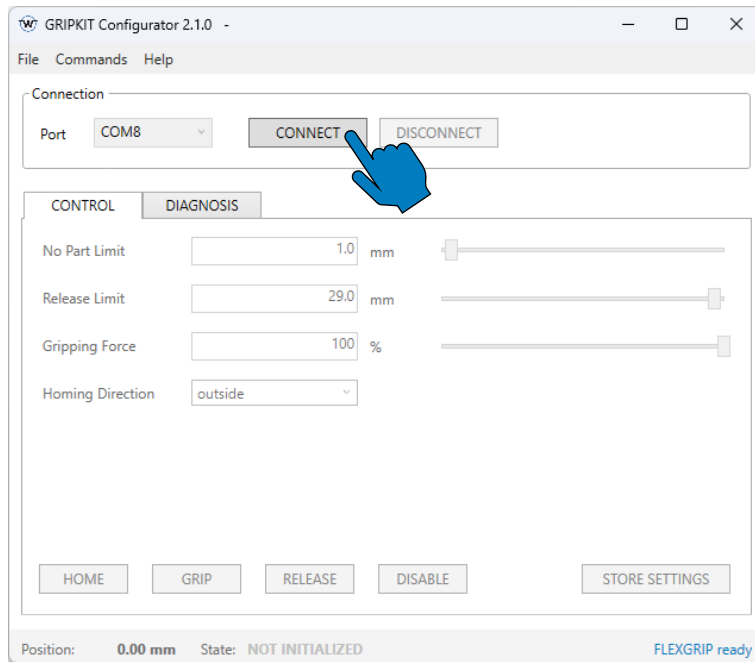 W GRIPKIT Configurator 2.1.0 -
File Commands Help
Connection
Port COM8 CONNECT DISCONNECT
CONTROL DIAGNOSIS
No Part Limit 1.0 mm
Release Limit 29.0 mm
Gripping Force 100 %
Homing Direction outside
HOME GRIP RELEASE DISABLE STORE SETTINGS
Position: 0.00 mm State: NOT INITIALIZED FLEXGRIP ready